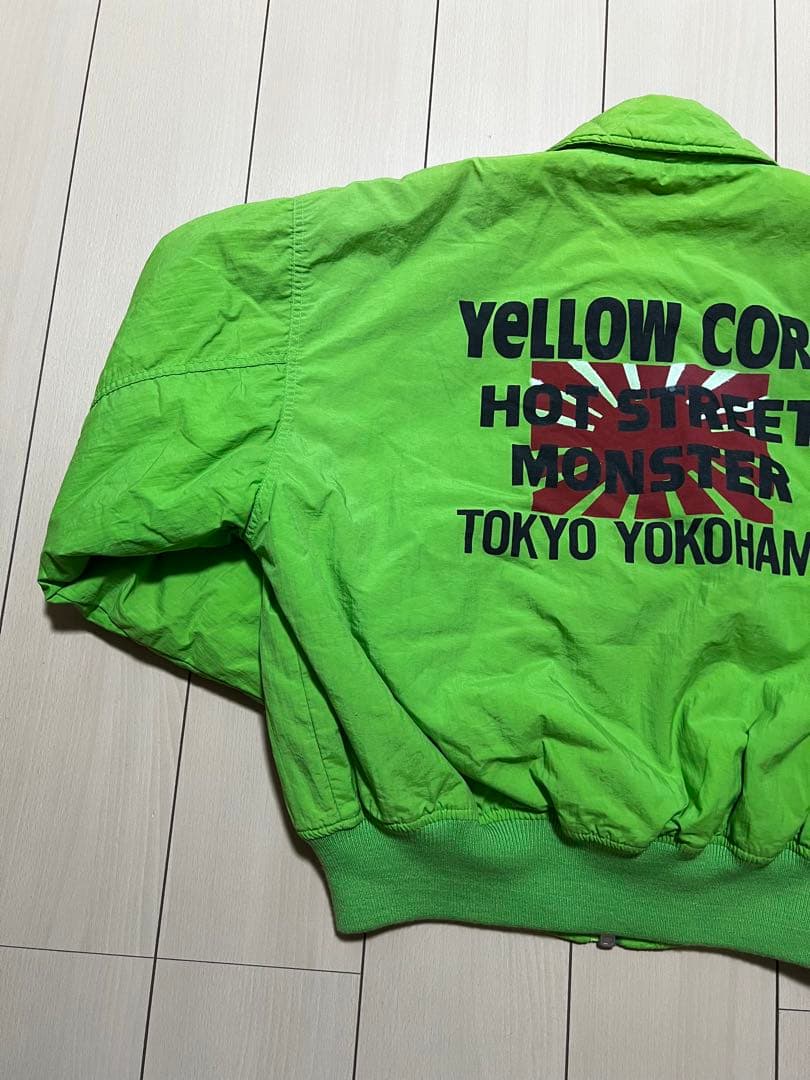 YeLLOW COR
HOT STREET
MONSTER
TOKYO YOKOHAM